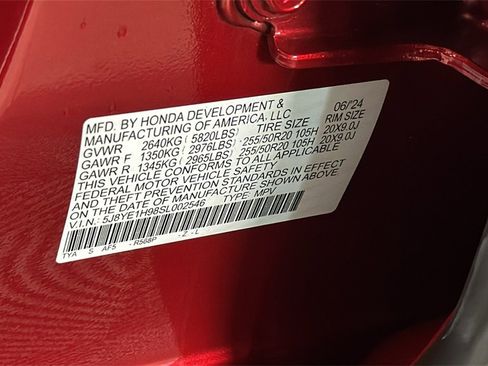 MFD. BY HONDA DEVELOPMENT & 06/'24
MANUFACTURING OF AMERICA, LLC
GVWR 2640KG (5820LBS) TIRE SIZE RIM SIZE
GAWR F 1350KG (2976LBS) 255/50R20 105H 20X9.0J
GAWR R 1345KG (2965LBS) 255/50R20 105H 20X9.0J
THIS VEHICLE CONFORMS TO ALL APPLICABLE
FEDERAL MOTOR VEHICLE SAFETY
AND THEFT PREVENTION STANDARDS IN EFFECT
ON THE DATE OF MANUFACTURE SHOWN ABOVE.
V.I.N.: 5J8YE1H98SL002546 TYPE: MPV
TYA S AF5 - R568P - Z - L